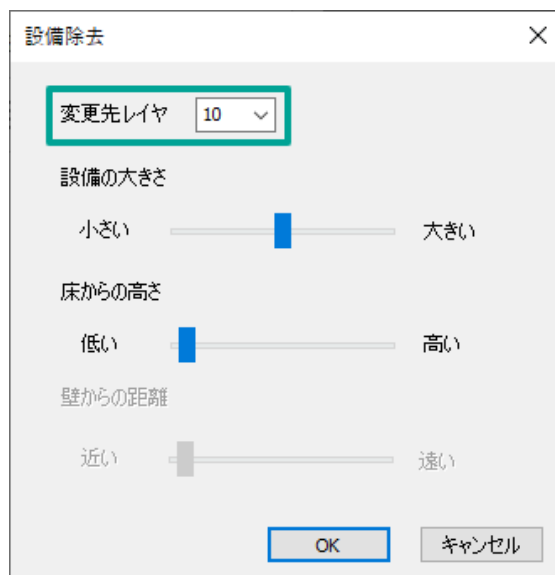 設備除去
変更先レイヤ 10
設備の大きさ
小さい 大きい
床からの高さ
低い 高い
壁からの距離
近い 遠い
OK キャンセル